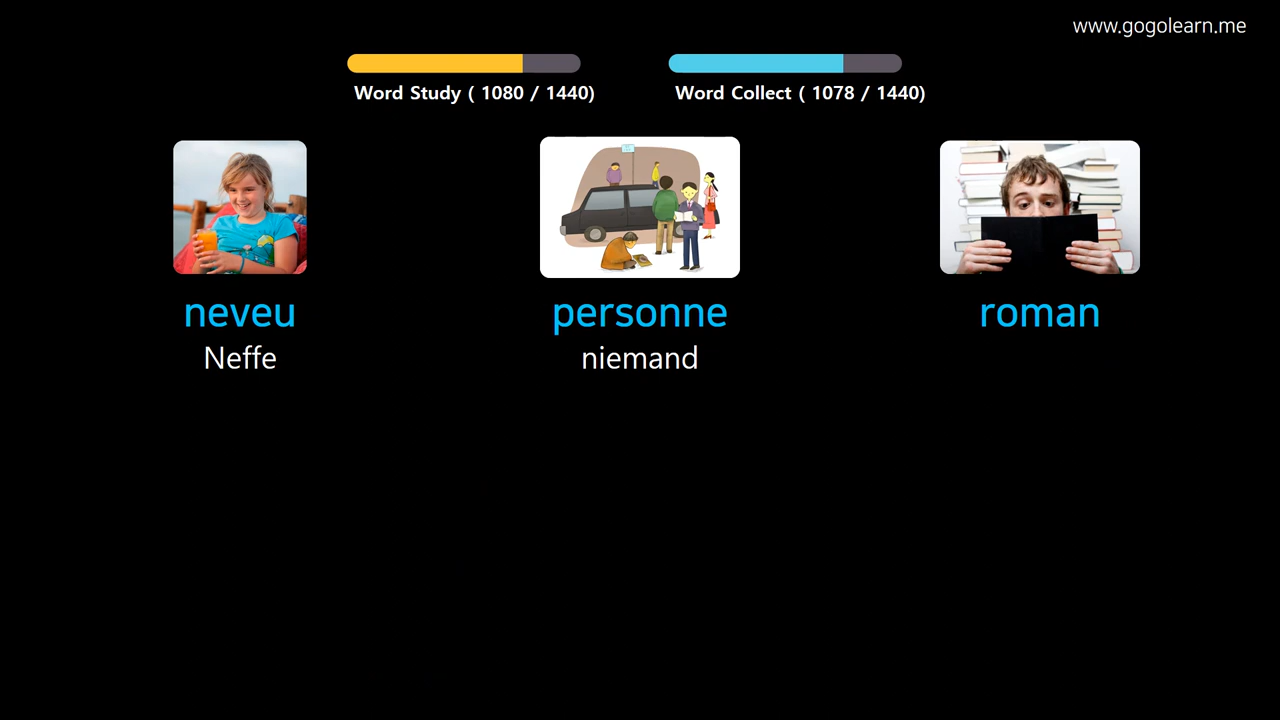 www.gogolearn.me
Word Study ( 1080 / 1440)
Word Collect ( 1078 / 1440)
neveu
personne
roman
Neffe
niemand